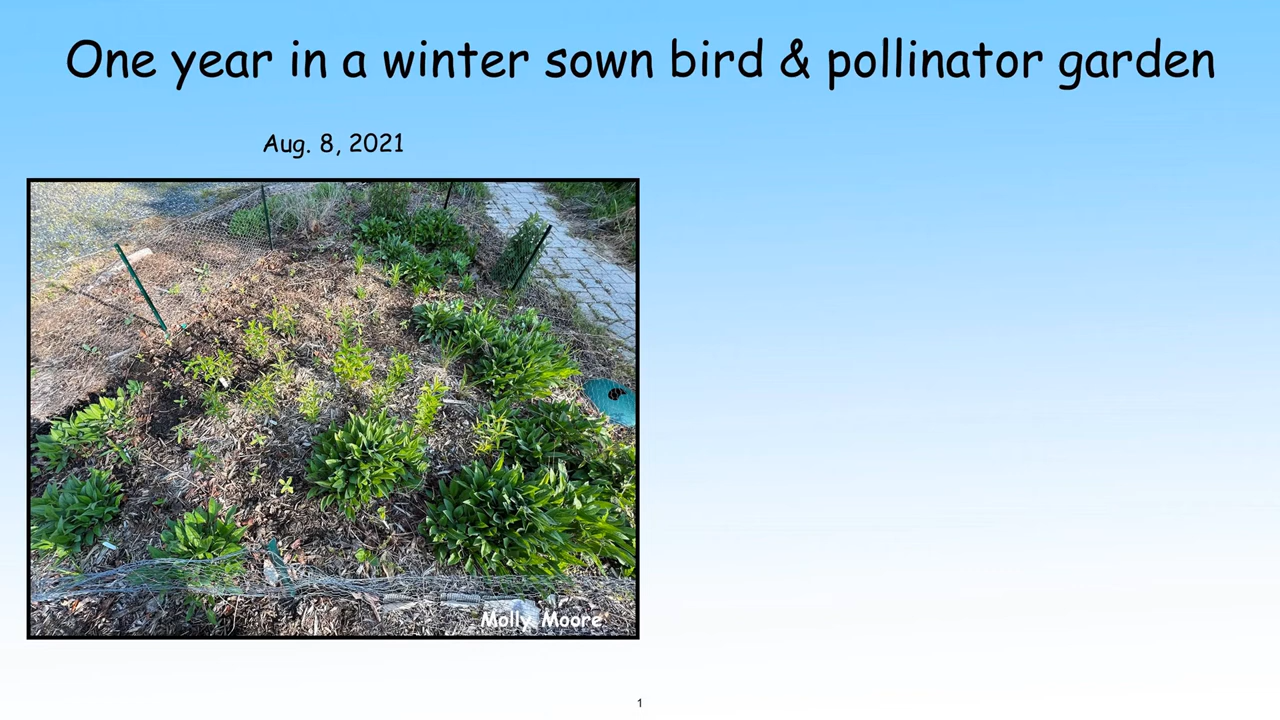 One year in a winter sown bird & pollinator garden
Aug. 8, 2021
Molly Moore
1